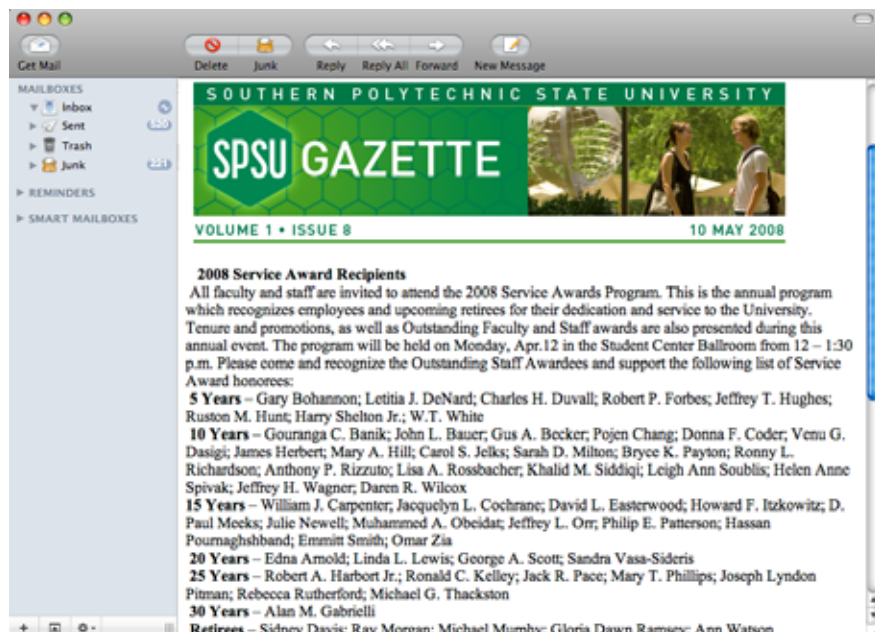 Get Mail
Delete Junk Reply Reply All Forward New Message
MAILBOXES
Inbox
Sent
Trash
Junk
REMINDERS
SMART MAILBOXES
SOUTHERN POLYTECHNIC STATE UNIVERSITY
SPSU GAZETTE
VOLUME 1 • ISSUE 8 10 MAY 2008
2008 Service Award Recipients
All faculty and staff are invited to attend the 2008 Service Awards Program. This is the annual program
which recognizes employees and upcoming retirees for their dedication and service to the University.
Tenure and promotions, as well as Outstanding Faculty and Staff awards are also presented during this
annual event. The program will be held on Monday, Apr.12 in the Student Center Ballroom from 12 – 1:30
p.m. Please come and recognize the Outstanding Staff Awardees and support the following list of Service
Award honorees:
5 Years – Gary Bohannon; Letitia J. DeNard; Charles H. Duvall; Robert P. Forbes; Jeffrey T. Hughes;
Ruston M. Hunt; Harry Shelton Jr.; W.T. White
10 Years – Gouranga C. Banik; John L. Bauer; Gus A. Becker; Pojen Chang; Donna F. Coder; Venu G.
Dasigi; James Herbert; Mary A. Hill; Carol S. Jelks; Sarah D. Milton; Bryce K. Payton; Ronny L.
Richardson; Anthony P. Rizzuto; Lisa A. Rossbacher; Khalid M. Siddiqi; Leigh Ann Soublis; Helen Anne
Spivak; Jeffrey H. Wagner; Daren R. Wilcox
15 Years – William J. Carpenter; Jacquelyn L. Cochrane; David L. Easterwood; Howard F. Itzkowitz; D.
Paul Meeks; Julie Newell; Muhammed A. Obeidat; Jeffrey L. Orr; Philip E. Patterson; Hassan
Pournaghshband; Emmitt Smith; Omar Zia
20 Years – Edna Arnold; Linda L. Lewis; George A. Scott; Sandra Vasa-Sideris
25 Years – Robert A. Harbort Jr.; Ronald C. Kelley; Jack R. Pace; Mary T. Phillips; Joseph Lyndon
Pitman; Rebecca Rutherford; Michael G. Thackston
30 Years – Alan M. Gabrielli
Retirees – Sidney Davis; Ray Morgan; Michael Murphy; Gloria Dawn Ramsey; Ann Watson